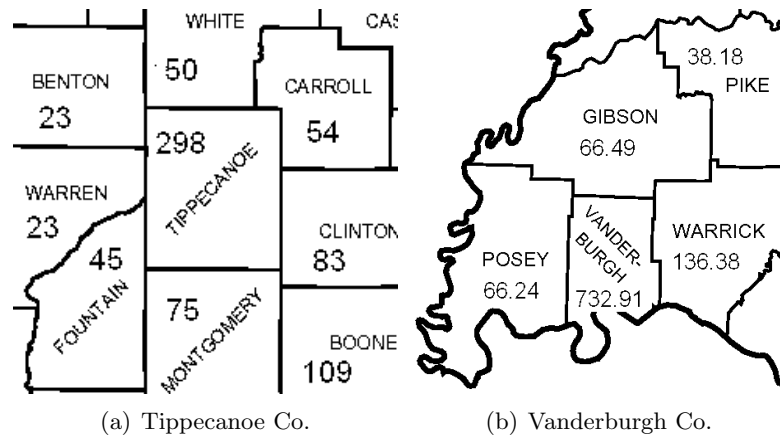 WHITE
CAS
50
BENTON
23
CARROLL
54
298
TIPPECANOE
WARREN
23
45
FOUNTAIN
CLINTON
83
75
MONTGOMERY
BOONE
109
(a) Tippecanoe Co.
38.18
PIKE
GIBSON
66.49
VANDER-
BURGH
732.91
WARRICK
136.38
POSEY
66.24
(b) Vanderburgh Co.